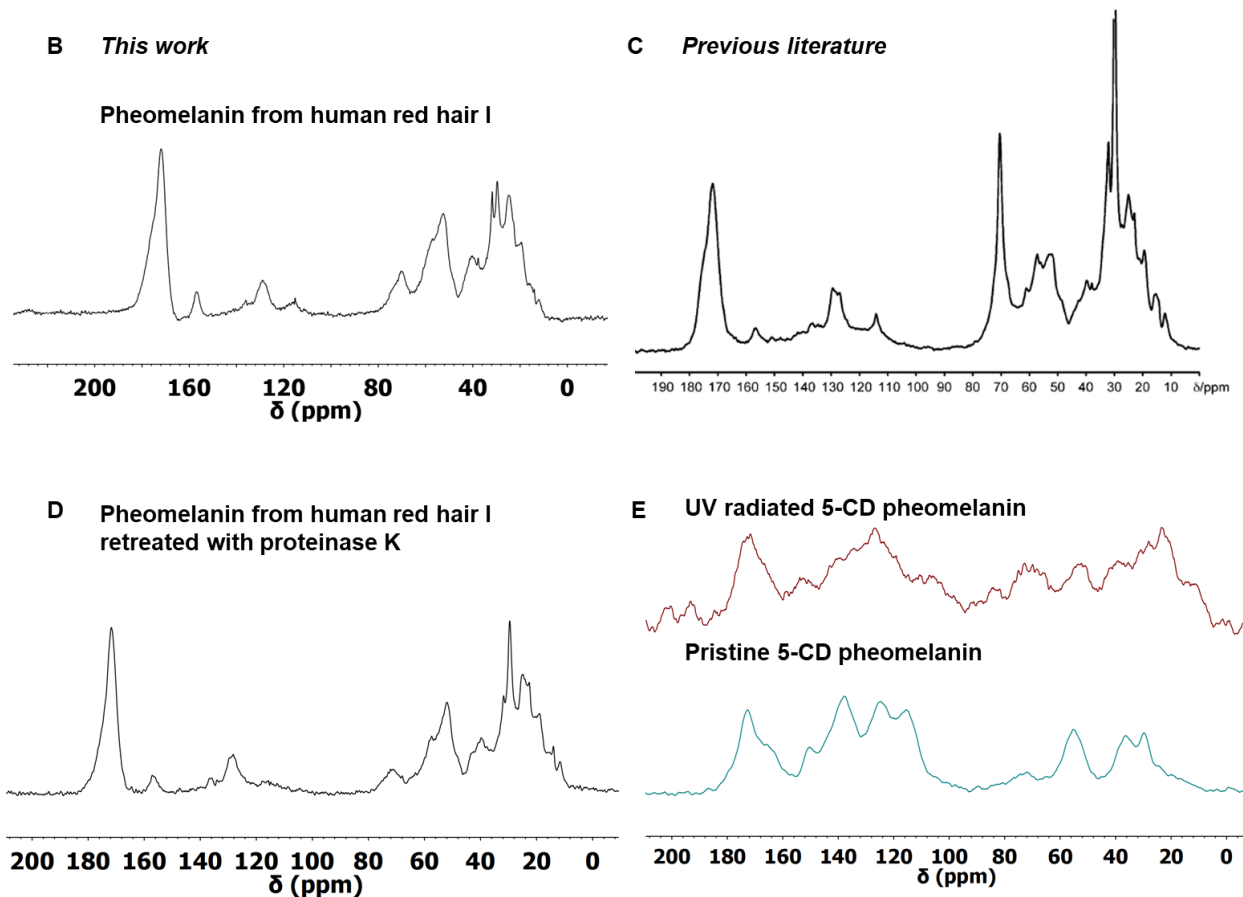 B This work
Pheomelanin from human red hair I
200 160 120 80 40 0
δ (ppm)
C Previous literature
190 180 170 160 150 140 130 120 110 100 90 80 70 60 50 40 30 20 10 δ/ppm
D Pheomelanin from human red hair I
retreated with proteinase K
200 180 160 140 120 100 80 60 40 20 0
δ (ppm)
E UV radiated 5-CD pheomelanin
Pristine 5-CD pheomelanin
200 180 160 140 120 100 80 60 40 20 0
δ (ppm)